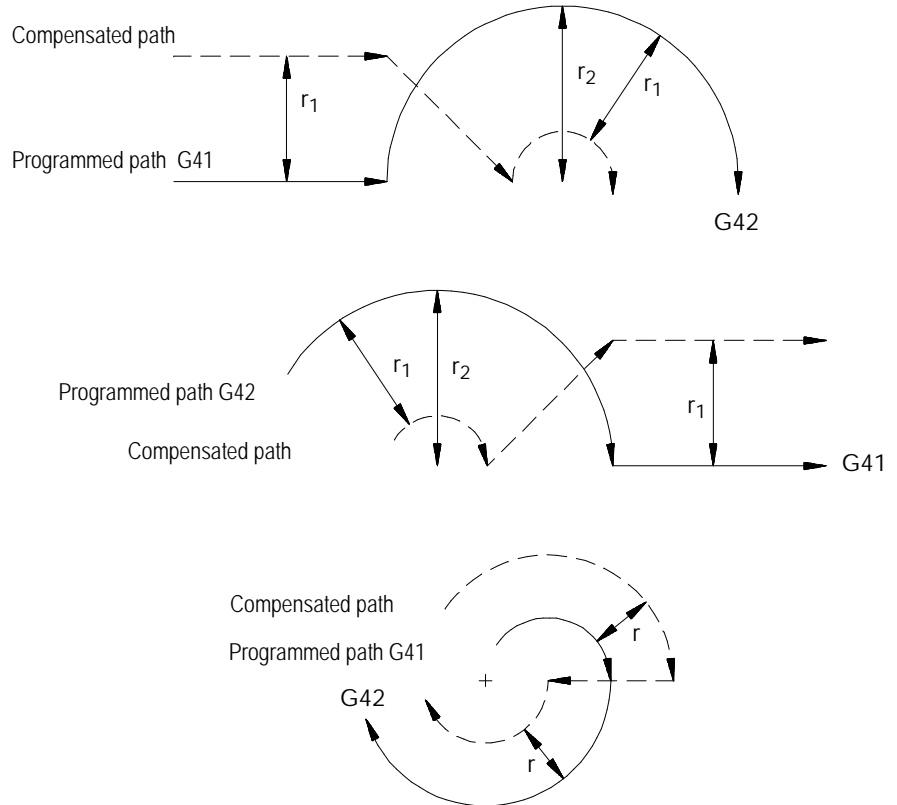 Compensated path
r1
r2
r1
Programmed path G41
G42
r1
r2
Programmed path G42
r1
Compensated path
G41
Compensated path
r
Programmed path G41
G42
r